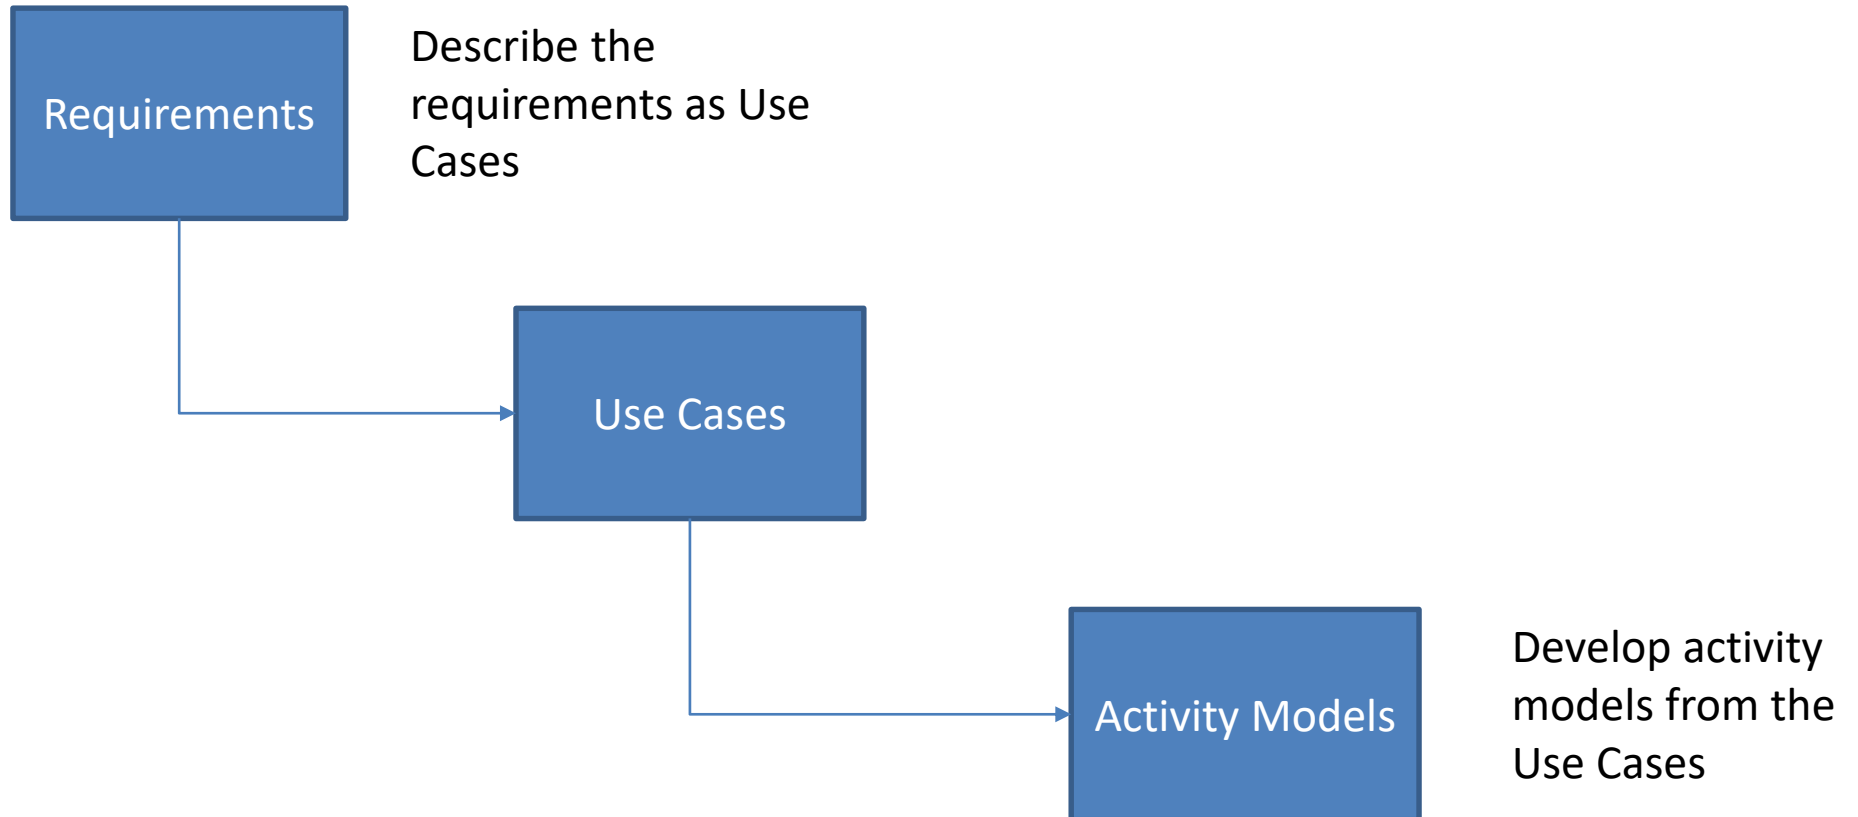 Requirements
Describe the
requirements as Use
Cases
Use Cases
Activity Models
Develop activity
models from the
Use Cases